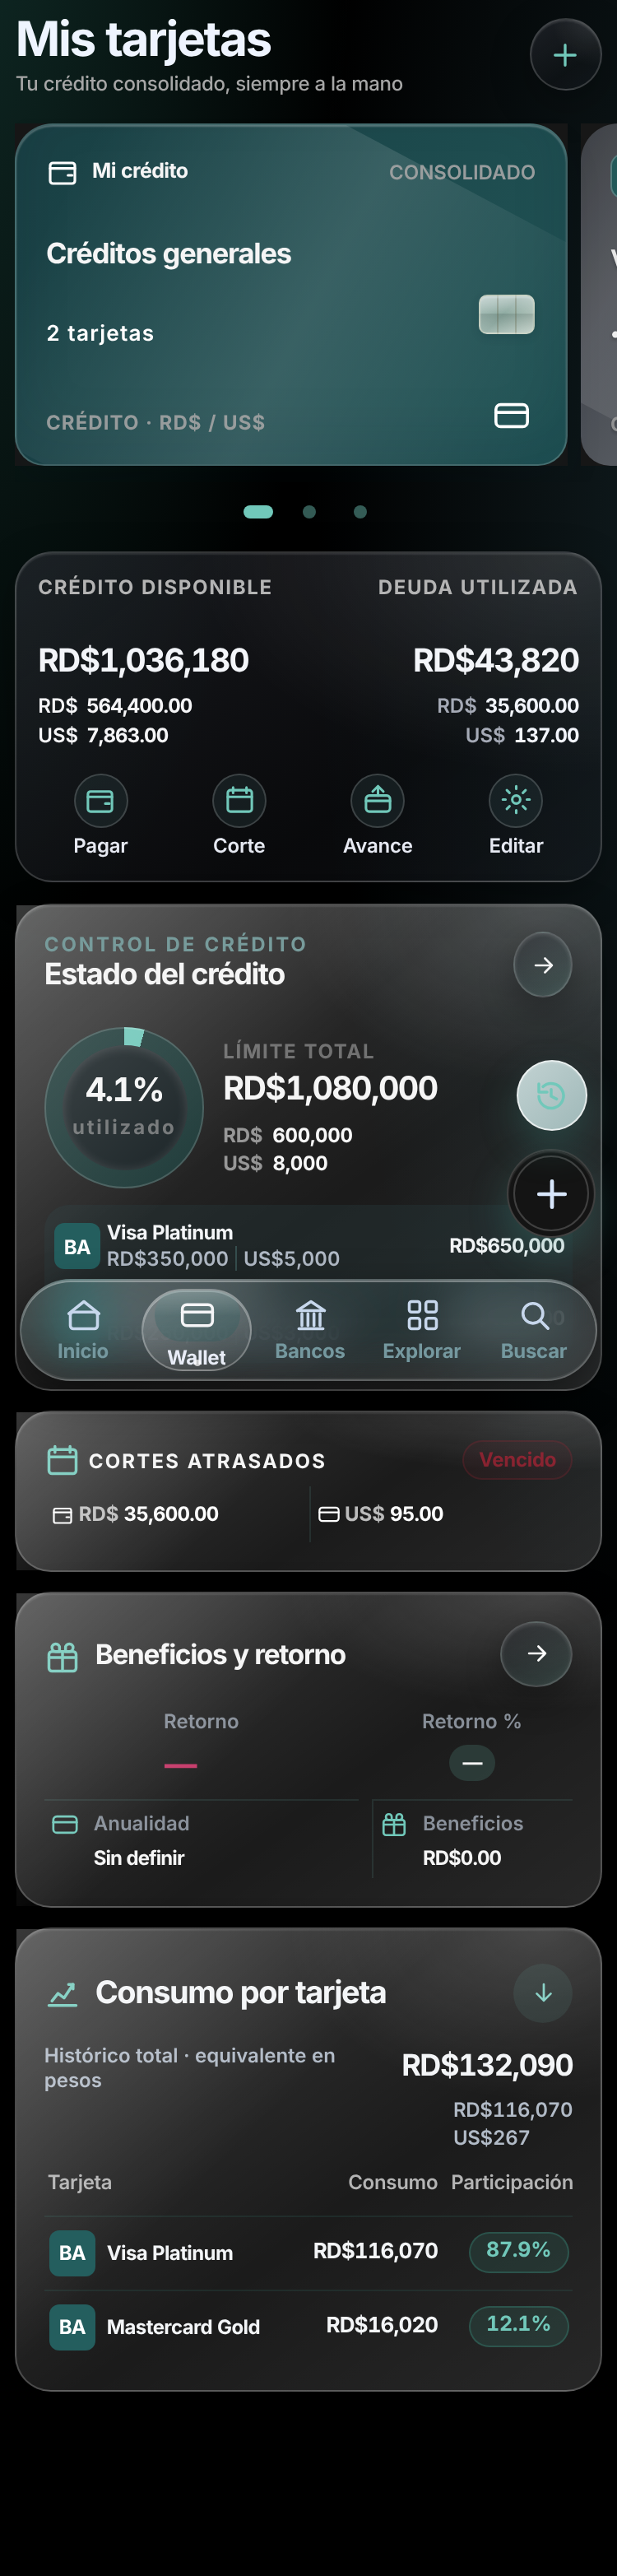 Mis tarjetas
Tu crédito consolidado, siempre a la mano
Mi crédito
CONSOLIDADO
Créditos generales
2 tarjetas
CRÉDITO · RD$ / US$
CRÉDITO DISPONIBLE
DEUDA UTILIZADA
RD$1,036,180
RD$43,820
RD$ 564,400.00
RD$ 35,600.00
US$ 7,863.00
US$ 137.00
Pagar
Corte
Avance
Editar
CONTROL DE CRÉDITO
Estado del crédito
4.1%
utilizado
LÍMITE TOTAL
RD$1,080,000
RD$ 600,000
US$ 8,000
BA
Visa Platinum
RD$350,000 | US$5,000
RD$650,000
Inicio
Wallet
Bancos
Explorar
Buscar
CORTES ATRASADOS
Vencido
RD$ 35,600.00
US$ 95.00
Beneficios y retorno
Retorno
Retorno %
—
—
Anualidad
Sin definir
Beneficios
RD$0.00
Consumo por tarjeta
Histórico total · equivalente en
pesos
RD$132,090
RD$116,070
US$267
Tarjeta
Consumo
Participación
BA
Visa Platinum
RD$116,070
87.9%
BA
Mastercard Gold
RD$16,020
12.1%